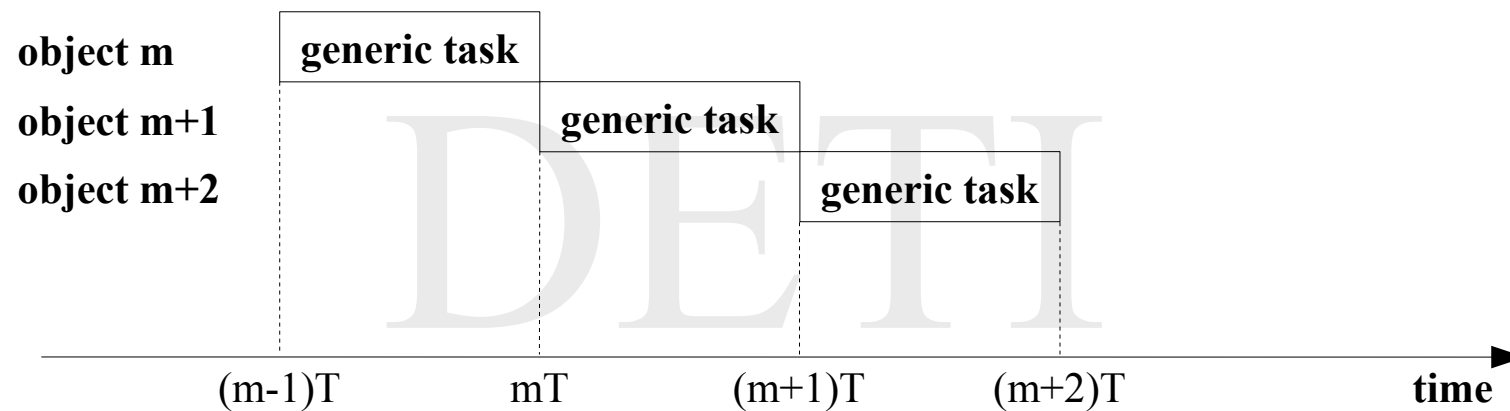 object m generic task
object m+1 generic task
object m+2 generic task
DETI
(m-1)T mT (m+1)T (m+2)T time